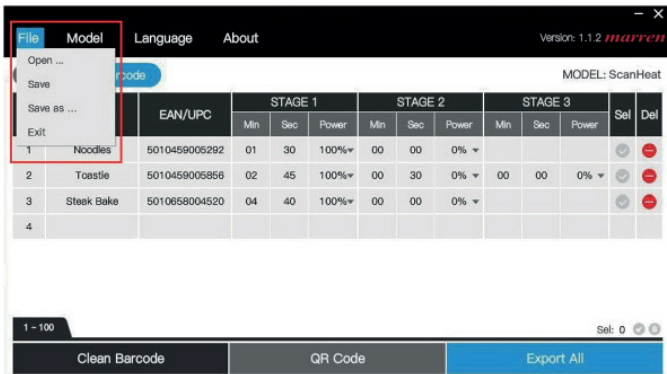 File Model Language About Version: 1.1.2 marren
Open ...
Save
Save as ...
Exit
code
MODEL: ScanHeat
EAN/UPC STAGE 1 STAGE 2 STAGE 3 Sel Del
Min Sec Power Min Sec Power Min Sec Power
1 Noodles 5010459005292 01 30 100% 00 00 0%
2 Toastie 5010459005856 02 45 100% 00 30 0% 00 00 0%
3 Steak Bake 5010658004520 04 40 100% 00 00 0%
4
1 ~ 100
Sel: 0
Clean Barcode QR Code Export All